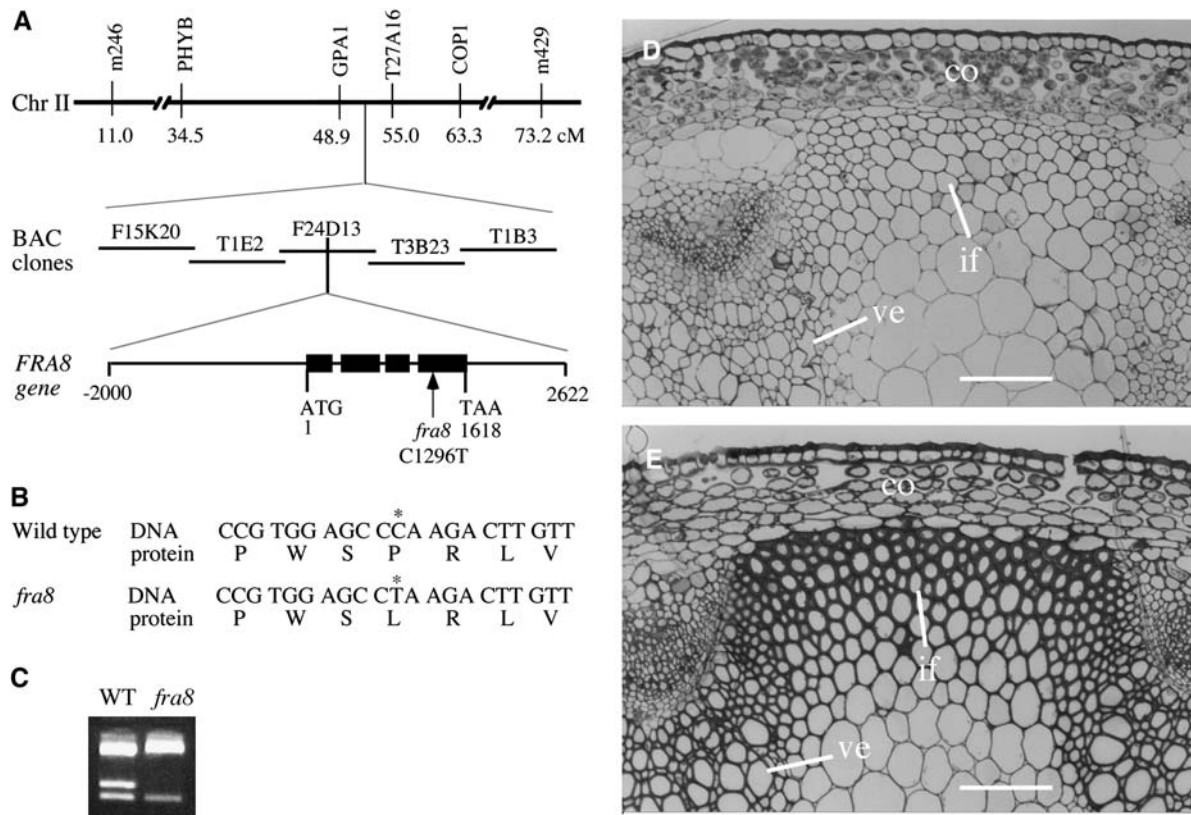 A
m246 PHYB GPA1 T27A16 COP1 m429
Chr II
11.0 34.5 48.9 55.0 63.3 73.2 cM
BAC clones
F15K20 T1E2 F24D13 T3B23 T1B3
FRA8 gene
-2000 2622
ATG TAA
1 fra8 1618
C1296T
B
*
Wild type DNA CCG TGG AGC CCA AGA CTT GTT
protein P W S P R L V
*
fra8 DNA CCG TGG AGC CTA AGA CTT GTT
protein P W S L R L V
C
WT fra8
D
co
if
ve
E
co
if
ve